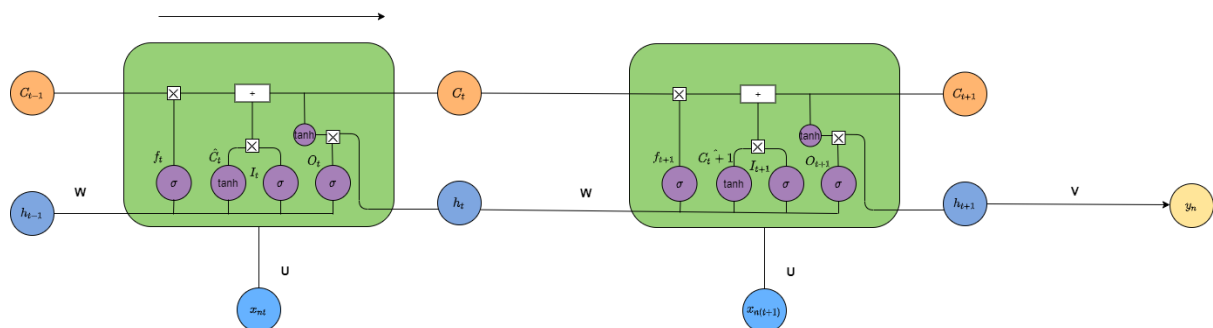 C_{t-1} × + C_t × + C_{t+1}
tanh × tanh ×
f_t Ĉ_t I_t O_t f_{t+1} C_t ˆ+ 1 I_{t+1} O_{t+1}
σ tanh σ σ σ tanh σ σ
W W V
h_{t-1} h_t h_{t+1} y_n
U U
x_{nt} x_{n(t+1)}